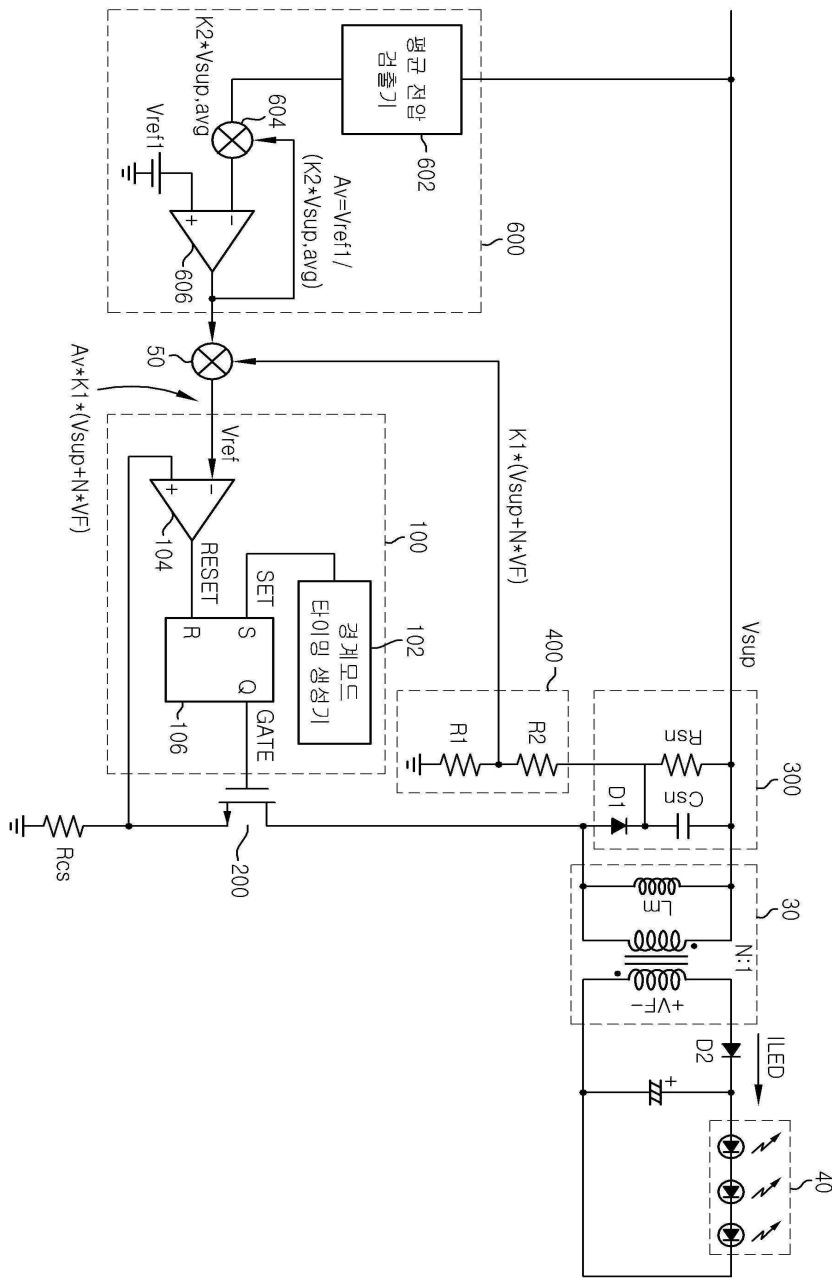 Vsup
평균 전압
검출기
602
K2*Vsup,avg
604
Vref1
Av=Vref1/
(K2*Vsup,avg)
-
+
606
600
50
Av*K1*(Vsup+N*VF)
K1*(Vsup+N*VF)
Vref
-
+
104
100
RESET
SET
경계모드
타이밍 생성기
102
R
S
Q
106
GATE
200
Rcs
400
R1
R2
300
Rsn
Csn
D1
30
Lm
N:1
+VF-
D2
ILED
+
40